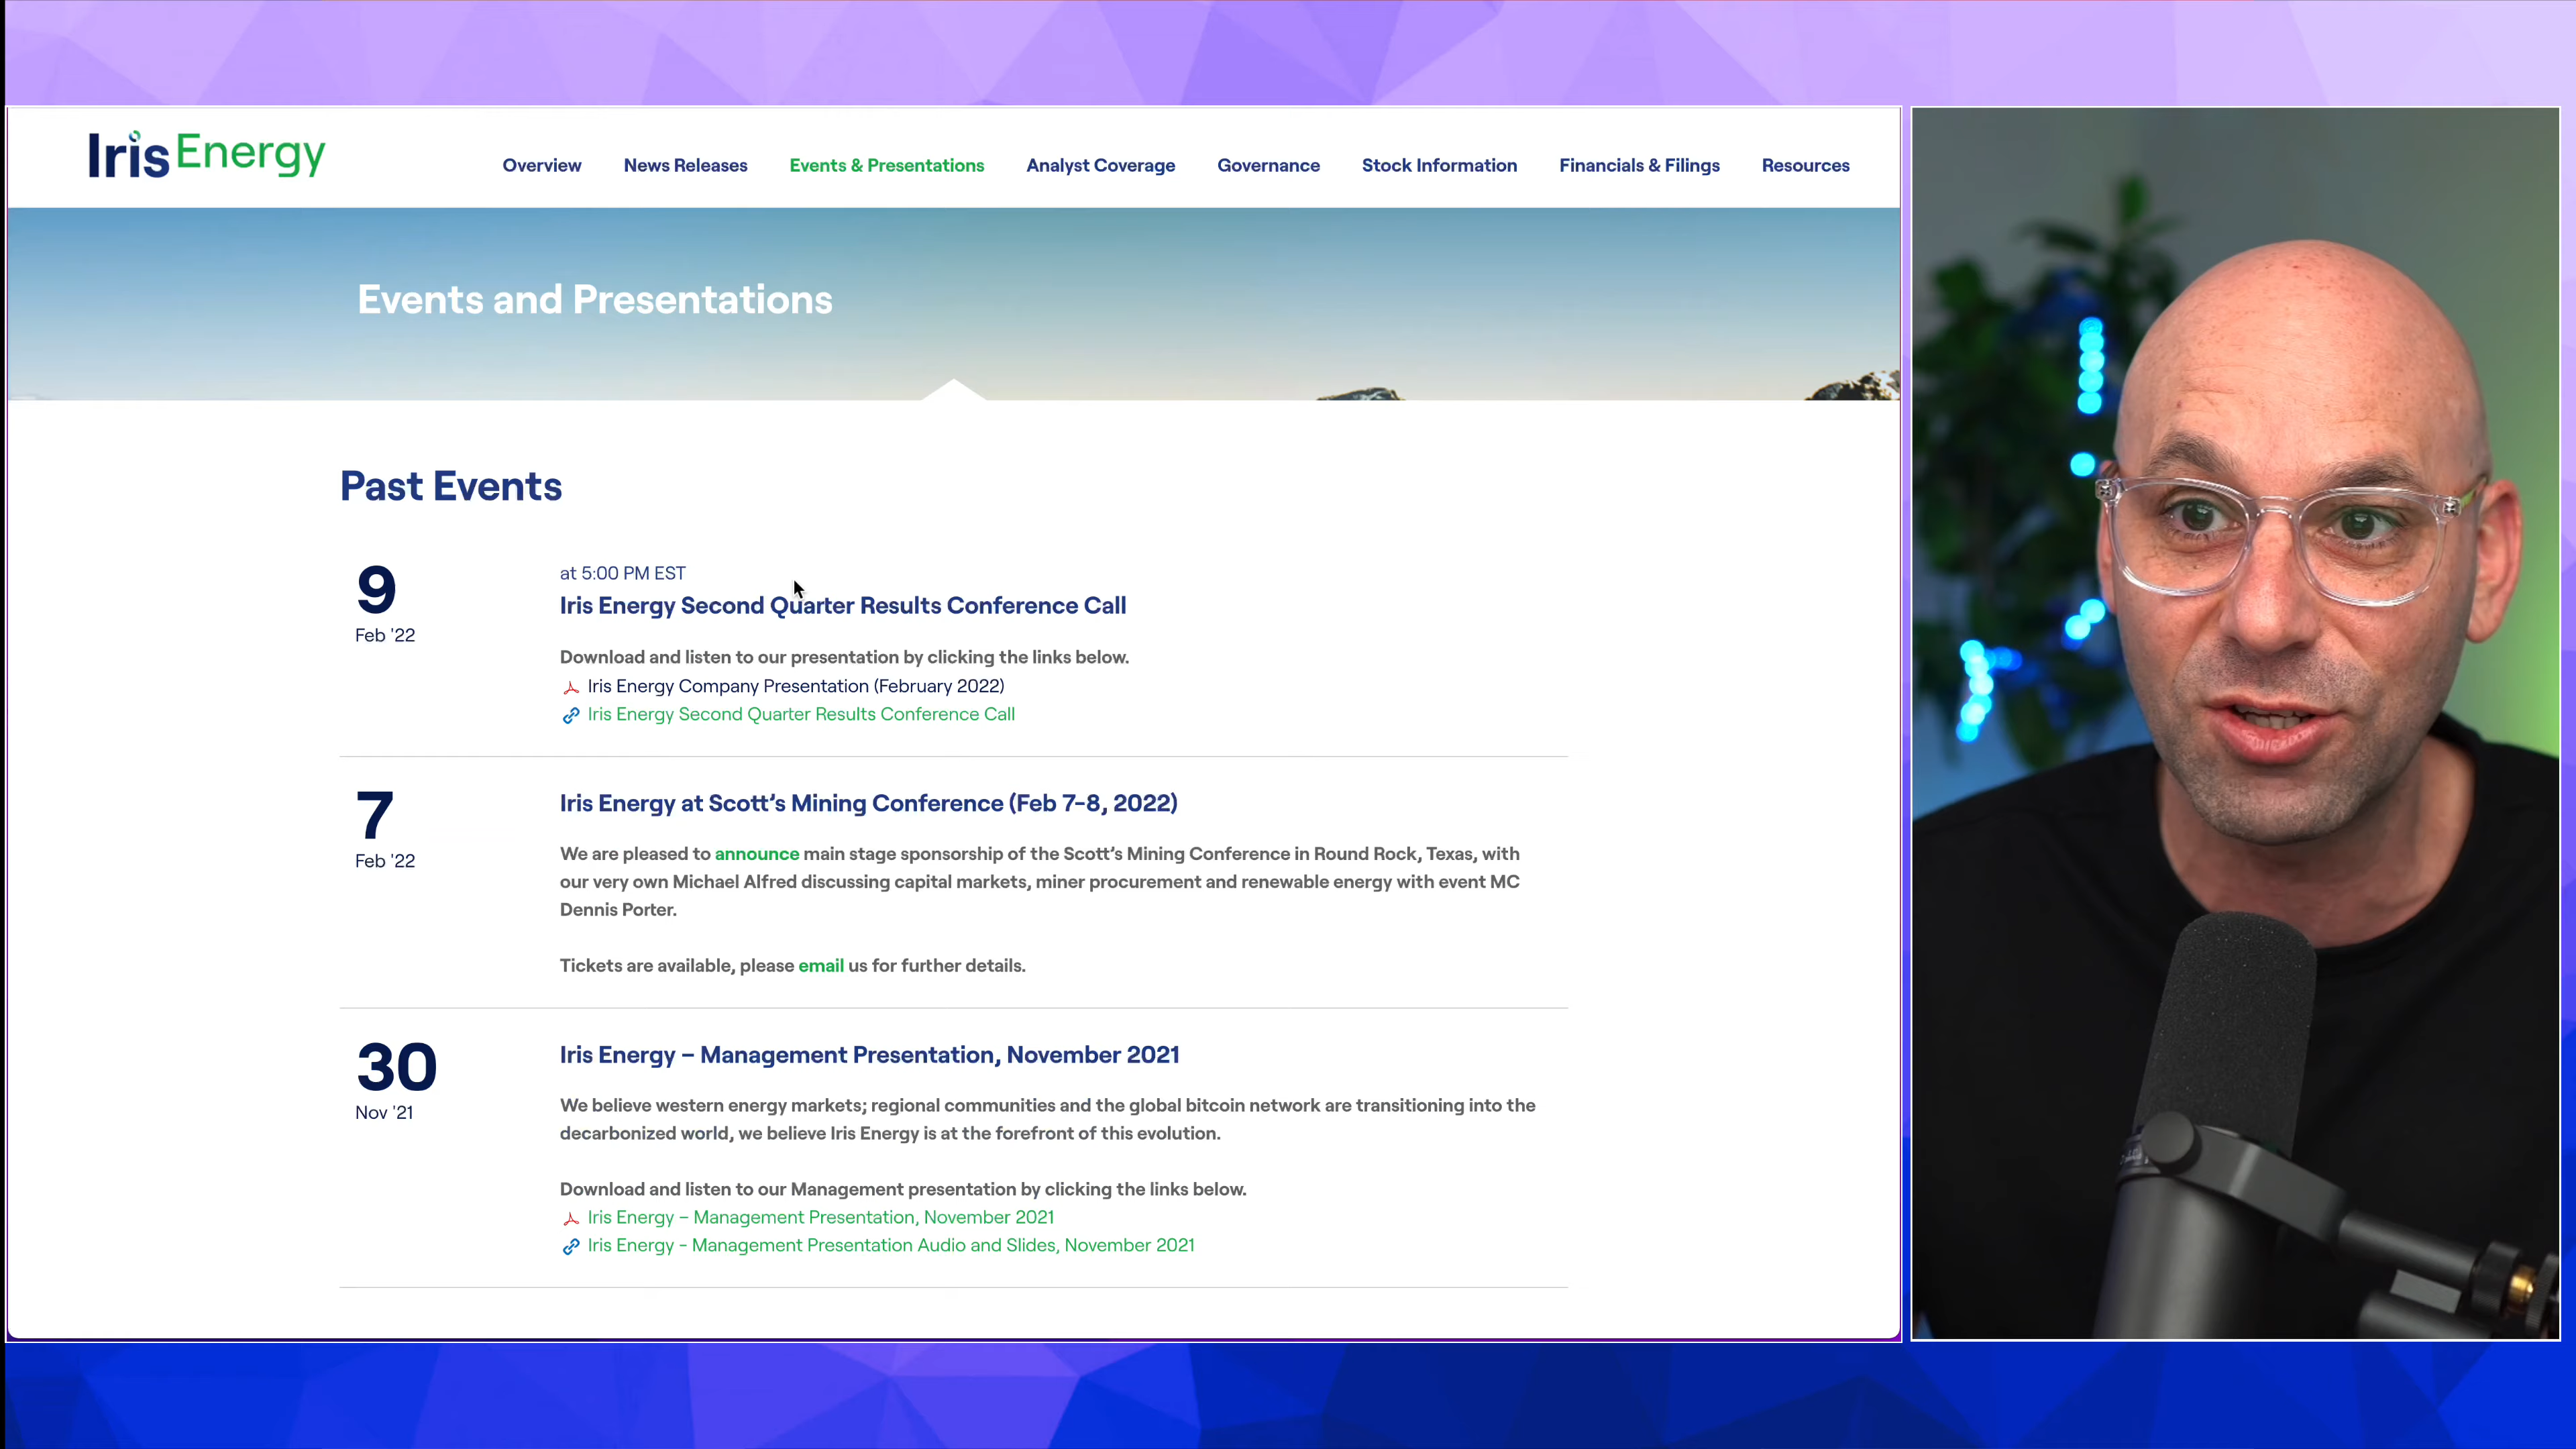 Iris Energy
Overview
News Releases
Events & Presentations
Analyst Coverage
Governance
Stock Information
Financials & Filings
Resources
Events and Presentations
Past Events
9
Feb '22
at 5:00 PM EST
Iris Energy Second Quarter Results Conference Call
Download and listen to our presentation by clicking the links below.
Iris Energy Company Presentation (February 2022)
Iris Energy Second Quarter Results Conference Call
7
Feb '22
Iris Energy at Scott’s Mining Conference (Feb 7-8, 2022)
We are pleased to announce main stage sponsorship of the Scott’s Mining Conference in Round Rock, Texas, with
our very own Michael Alfred discussing capital markets, miner procurement and renewable energy with event MC
Dennis Porter.
Tickets are available, please email us for further details.
30
Nov '21
Iris Energy – Management Presentation, November 2021
We believe western energy markets; regional communities and the global bitcoin network are transitioning into the
decarbonized world, we believe Iris Energy is at the forefront of this evolution.
Download and listen to our Management presentation by clicking the links below.
Iris Energy – Management Presentation, November 2021
Iris Energy - Management Presentation Audio and Slides, November 2021